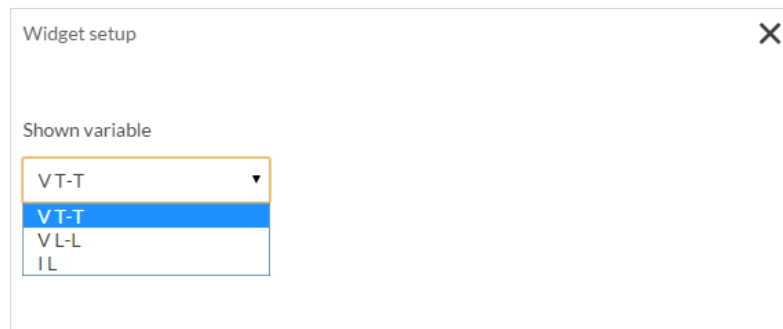 Widget setup
Shown variable
V T-T
V T-T
V L-L
I L